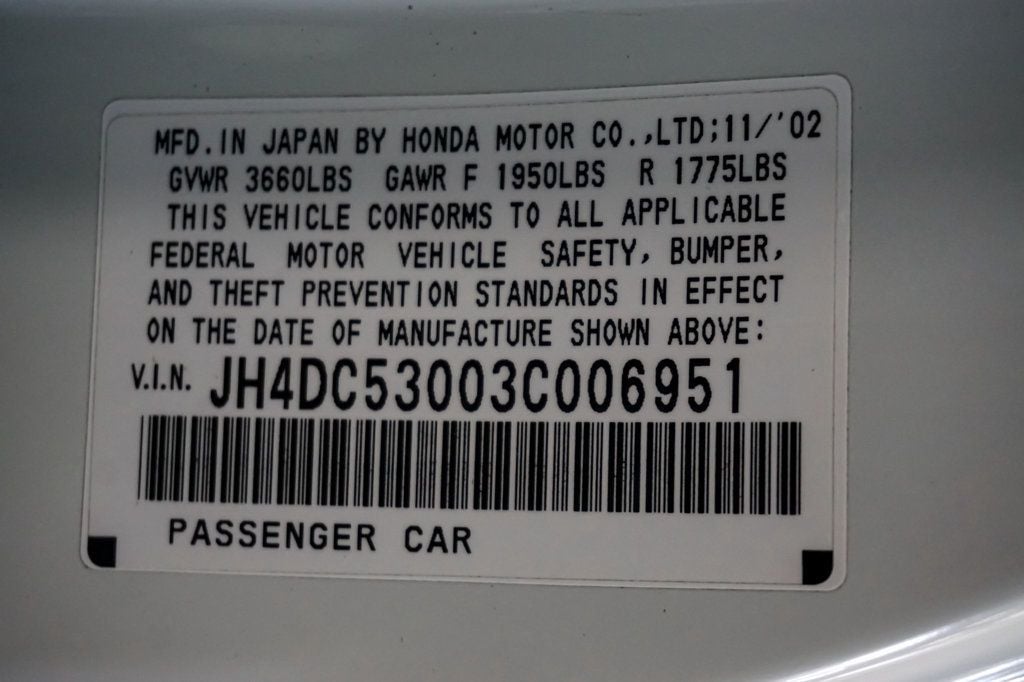 MFD.IN JAPAN BY HONDA MOTOR CO.,LTD;11/'02
GVWR 3660LBS GAWR F 1950LBS R 1775LBS
THIS VEHICLE CONFORMS TO ALL APPLICABLE
FEDERAL MOTOR VEHICLE SAFETY, BUMPER,
AND THEFT PREVENTION STANDARDS IN EFFECT
ON THE DATE OF MANUFACTURE SHOWN ABOVE:
V.I.N. JH4DC53003C006951
PASSENGER CAR